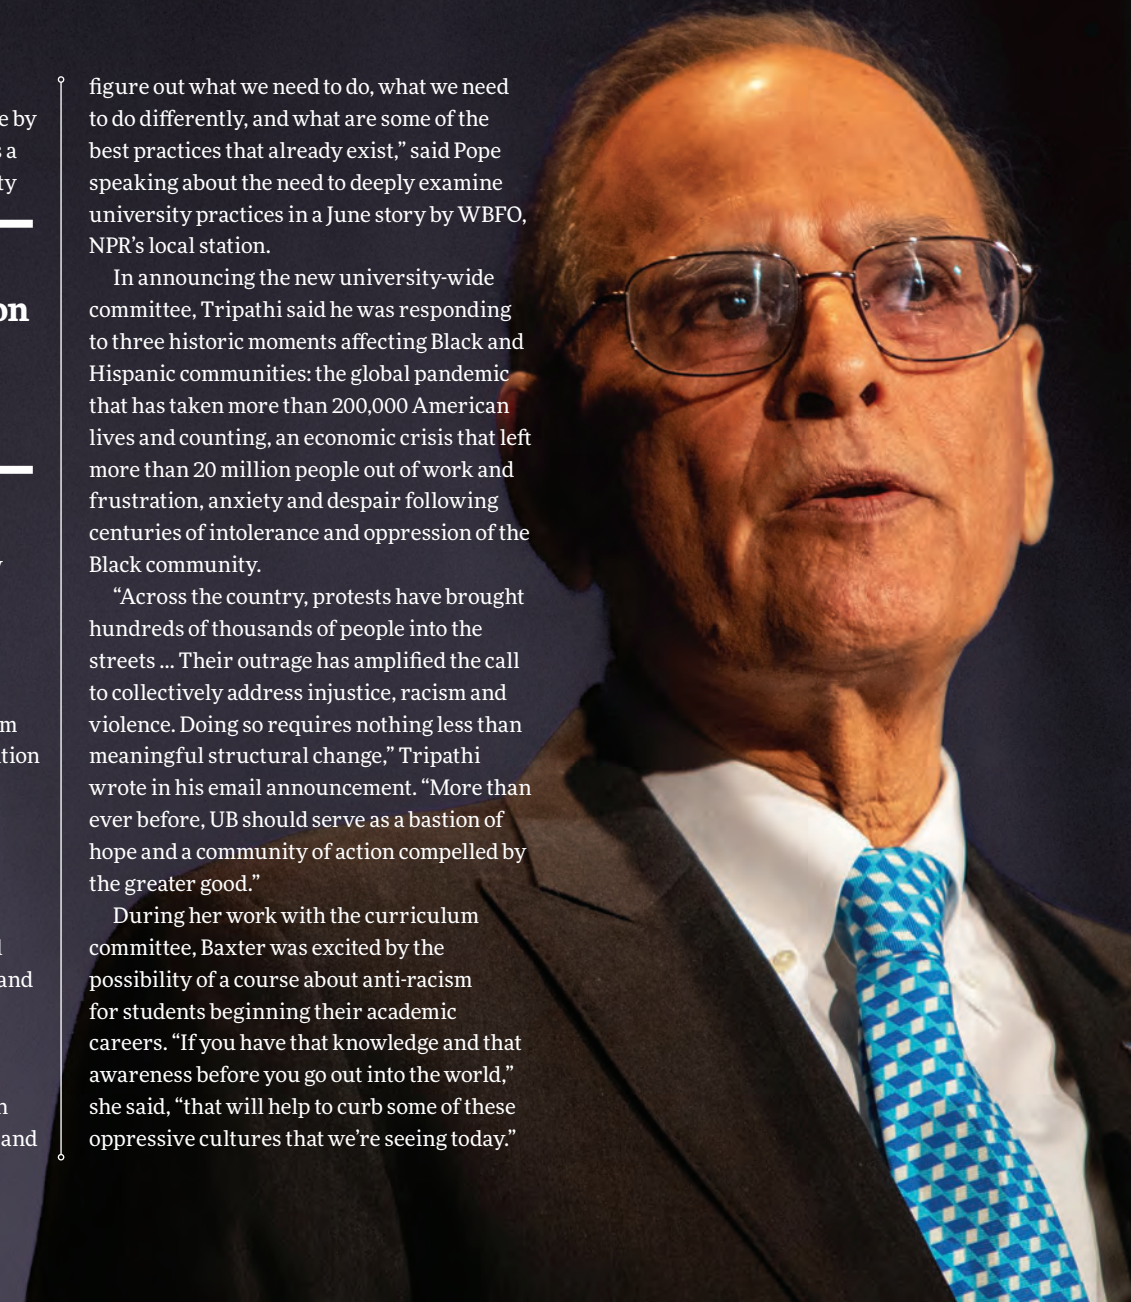 e by
a
ty
on
m
tion
and
and
figure out what we need to do, what we need
to do differently, and what are some of the
best practices that already exist,” said Pope
speaking about the need to deeply examine
university practices in a June story by WBFO,
NPR’s local station.
In announcing the new university-wide
committee, Tripathi said he was responding
to three historic moments affecting Black and
Hispanic communities: the global pandemic
that has taken more than 200,000 American
lives and counting, an economic crisis that left
more than 20 million people out of work and
frustration, anxiety and despair following
centuries of intolerance and oppression of the
Black community.
“Across the country, protests have brought
hundreds of thousands of people into the
streets ... Their outrage has amplified the call
to collectively address injustice, racism and
violence. Doing so requires nothing less than
meaningful structural change,” Tripathi
wrote in his email announcement. “More than
ever before, UB should serve as a bastion of
hope and a community of action compelled by
the greater good.”
During her work with the curriculum
committee, Baxter was excited by the
possibility of a course about anti-racism
for students beginning their academic
careers. “If you have that knowledge and that
awareness before you go out into the world,”
she said, “that will help to curb some of these
oppressive cultures that we’re seeing today.”